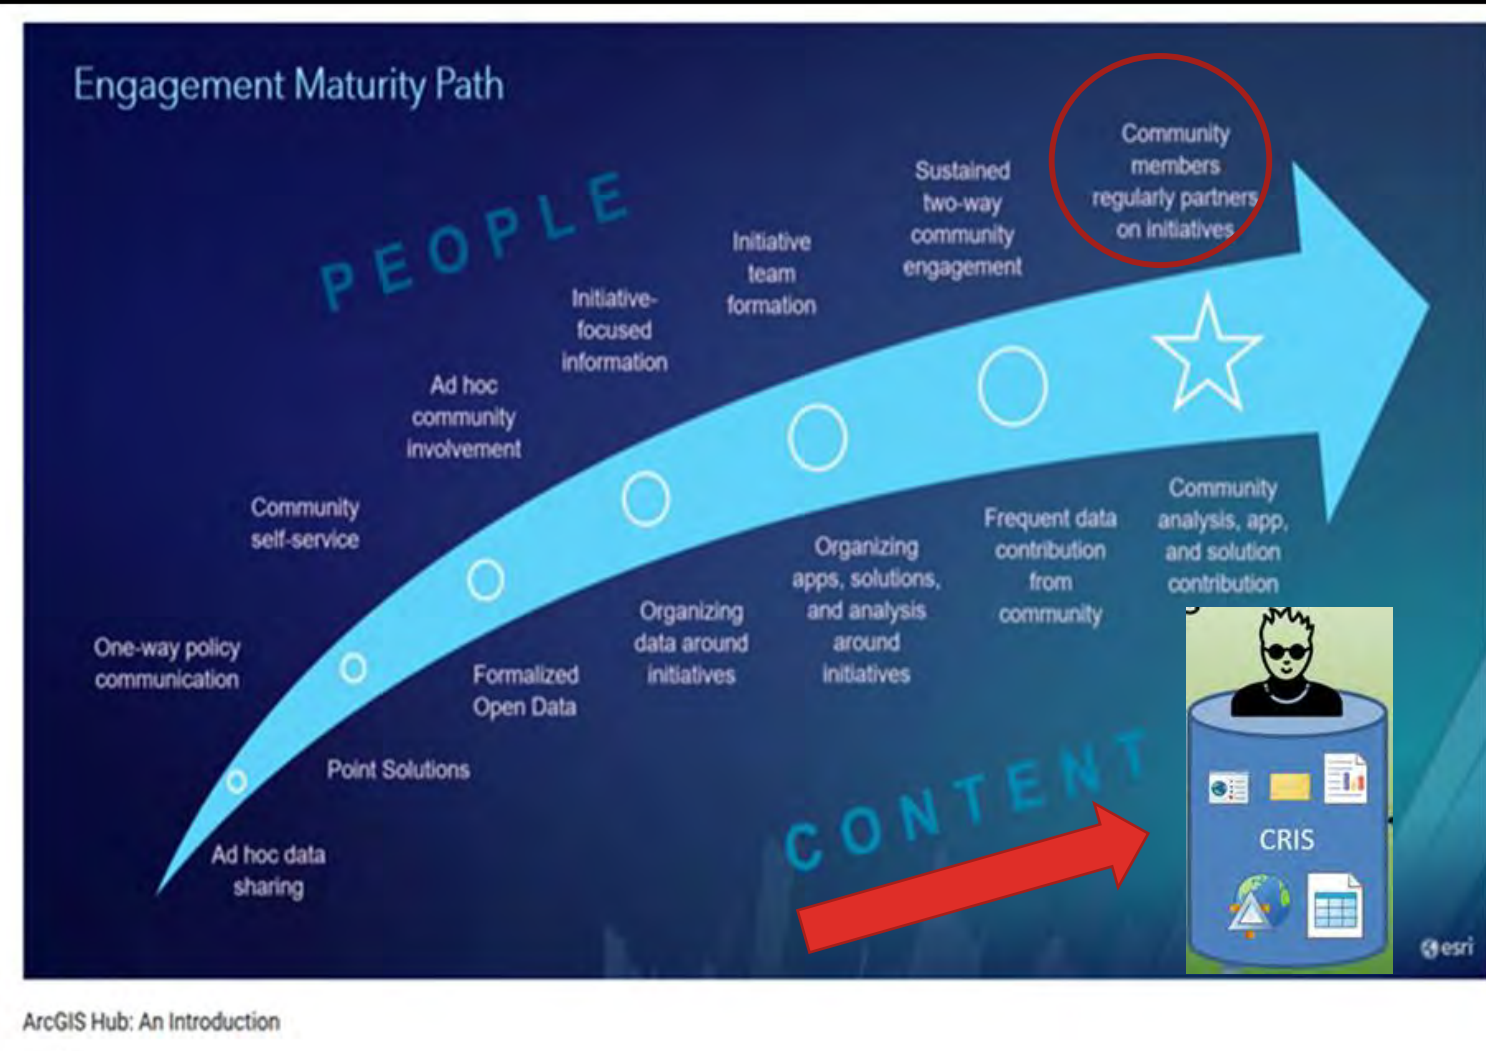 Engagement Maturity Path
PEOPLE
Community
members
regularly partners
on initiatives
Sustained
two-way
community
engagement
Initiative
team
formation
Initiative-
focused
information
Ad hoc
community
involvement
Community
self-service
One-way policy
communication
Ad hoc data
sharing
Point Solutions
Formalized
Open Data
Organizing
data around
initiatives
Organizing
apps, solutions,
and analysis
around
initiatives
Frequent data
contribution
from
community
Community
analysis, app,
and solution
contribution
CONTENT
CRIS
esri
ArcGIS Hub: An Introduction